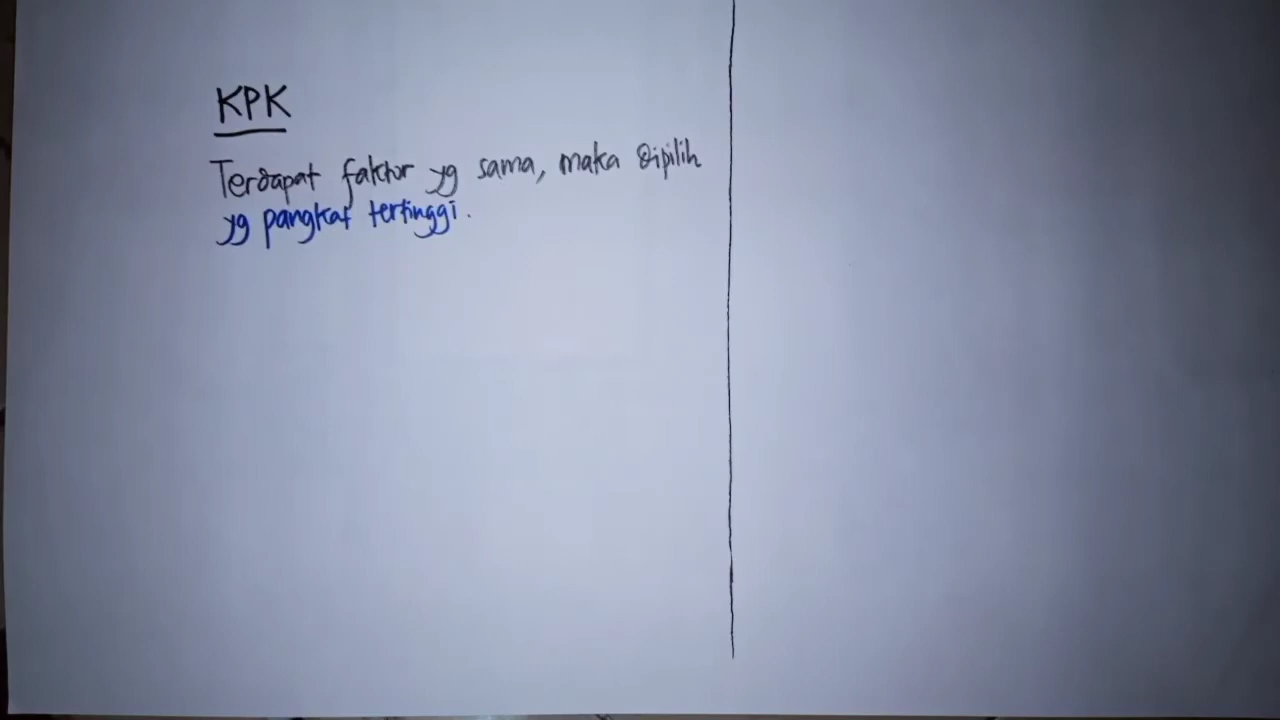 KPK
Terdapat faktor yg sama, maka dipilih
yg pangkat tertinggi.